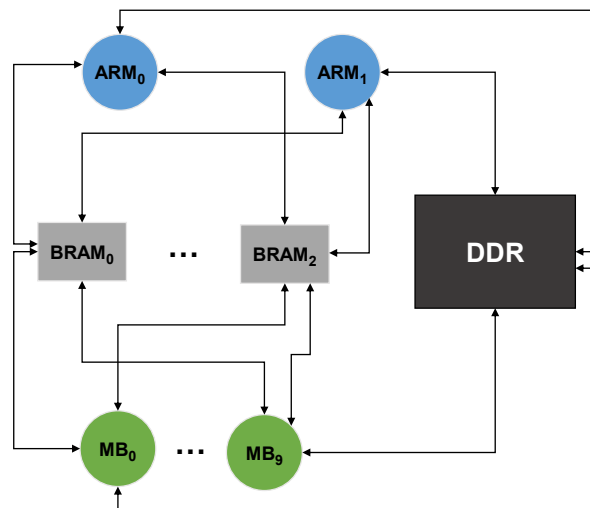 ARM₀
ARM₁
BRAM₀
...
BRAM₂
DDR
MB₀
...
MB₉